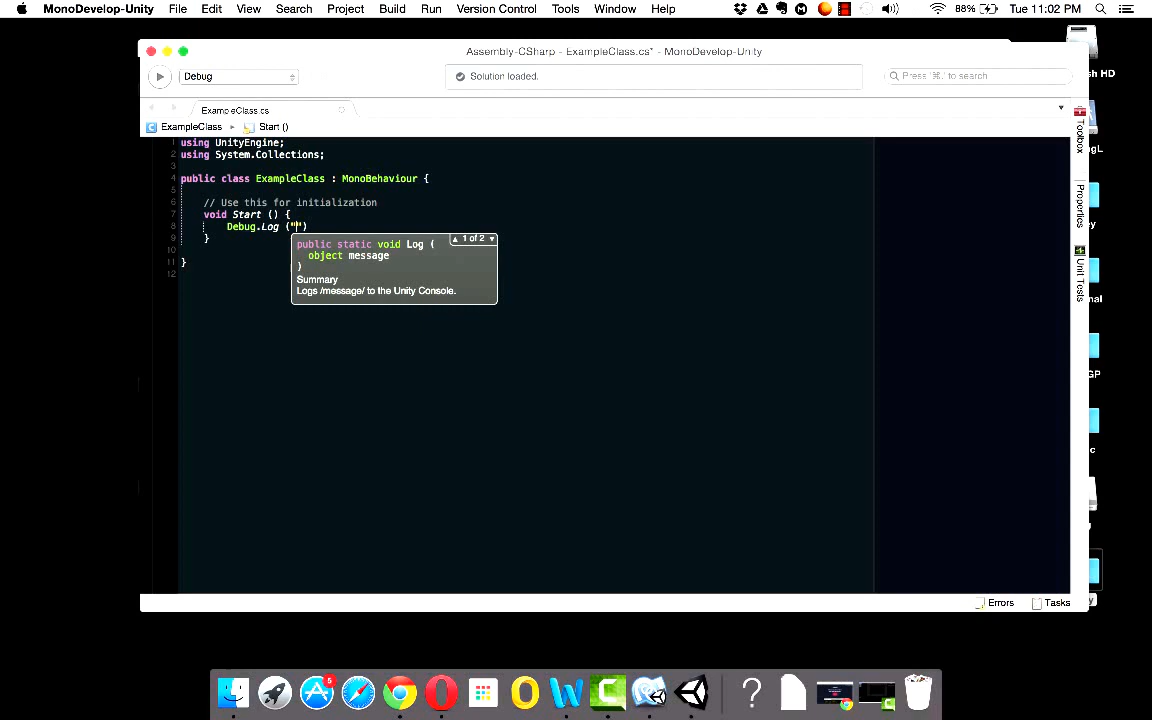 MonoDevelop-Unity File Edit View Search Project Build Run Version Control Tools Window Help 88% Tue 11:02 PM
Assembly-CSharp - ExampleClass.cs* - MonoDevelop-Unity
Debug
Solution loaded.
Press '⌘.' to search
ExampleClass.cs
ExampleClass Start ()
1 using UnityEngine;
2 using System.Collections;
3
4 public class ExampleClass : MonoBehaviour {
5
6 // Use this for initialization
7 void Start () {
8 Debug.Log ("")
9 }
10
11 }
12
1 of 2
public static void Log (
object message
)
Summary
Logs /message/ to the Unity Console.
Toolbox
Properties
Unit Tests
Errors Tasks
5